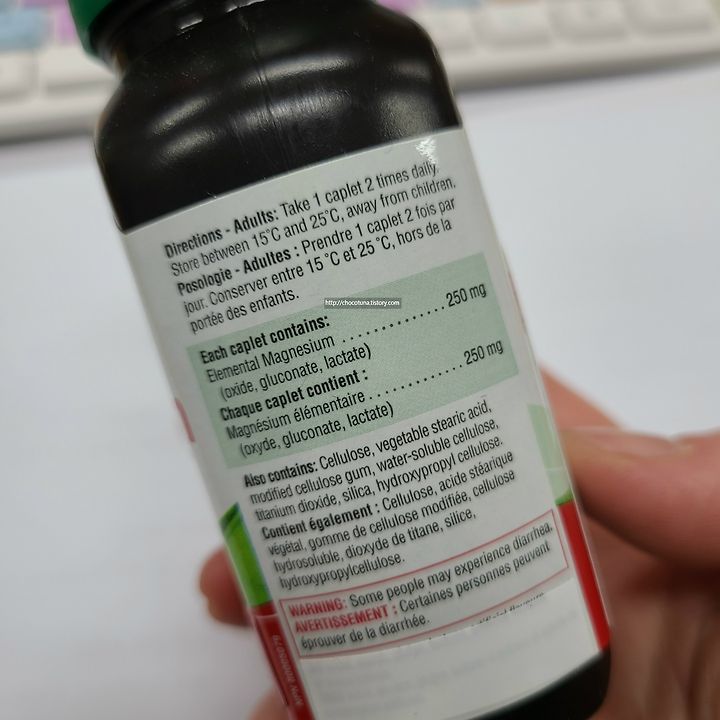 Directions - Adults: Take 1 caplet 2 times daily.
Store between 15°C and 25°C, away from children.
Posologie - Adultes : Prendre 1 caplet 2 fois par
jour. Conserver entre 15 °C et 25 °C, hors de la
portée des enfants.
http://chocotuna.tistory.com
Each caplet contains:
Elemental Magnesium .............. 250 mg
(oxide, gluconate, lactate)
Chaque caplet contient :
Magnésium élémentaire ............. 250 mg
(oxyde, gluconate, lactate)
Also contains: Cellulose, vegetable stearic acid,
modified cellulose gum, water-soluble cellulose,
titanium dioxide, silica, hydroxypropyl cellulose.
Contient également : Cellulose, acide stéarique
végétal, gomme de cellulose modifiée, cellulose
hydrosoluble, dioxyde de titane, silice,
hydroxypropylcellulose.
WARNING: Some people may experience diarrhea.
AVERTISSEMENT : Certaines personnes peuvent
éprouver de la diarrhée.